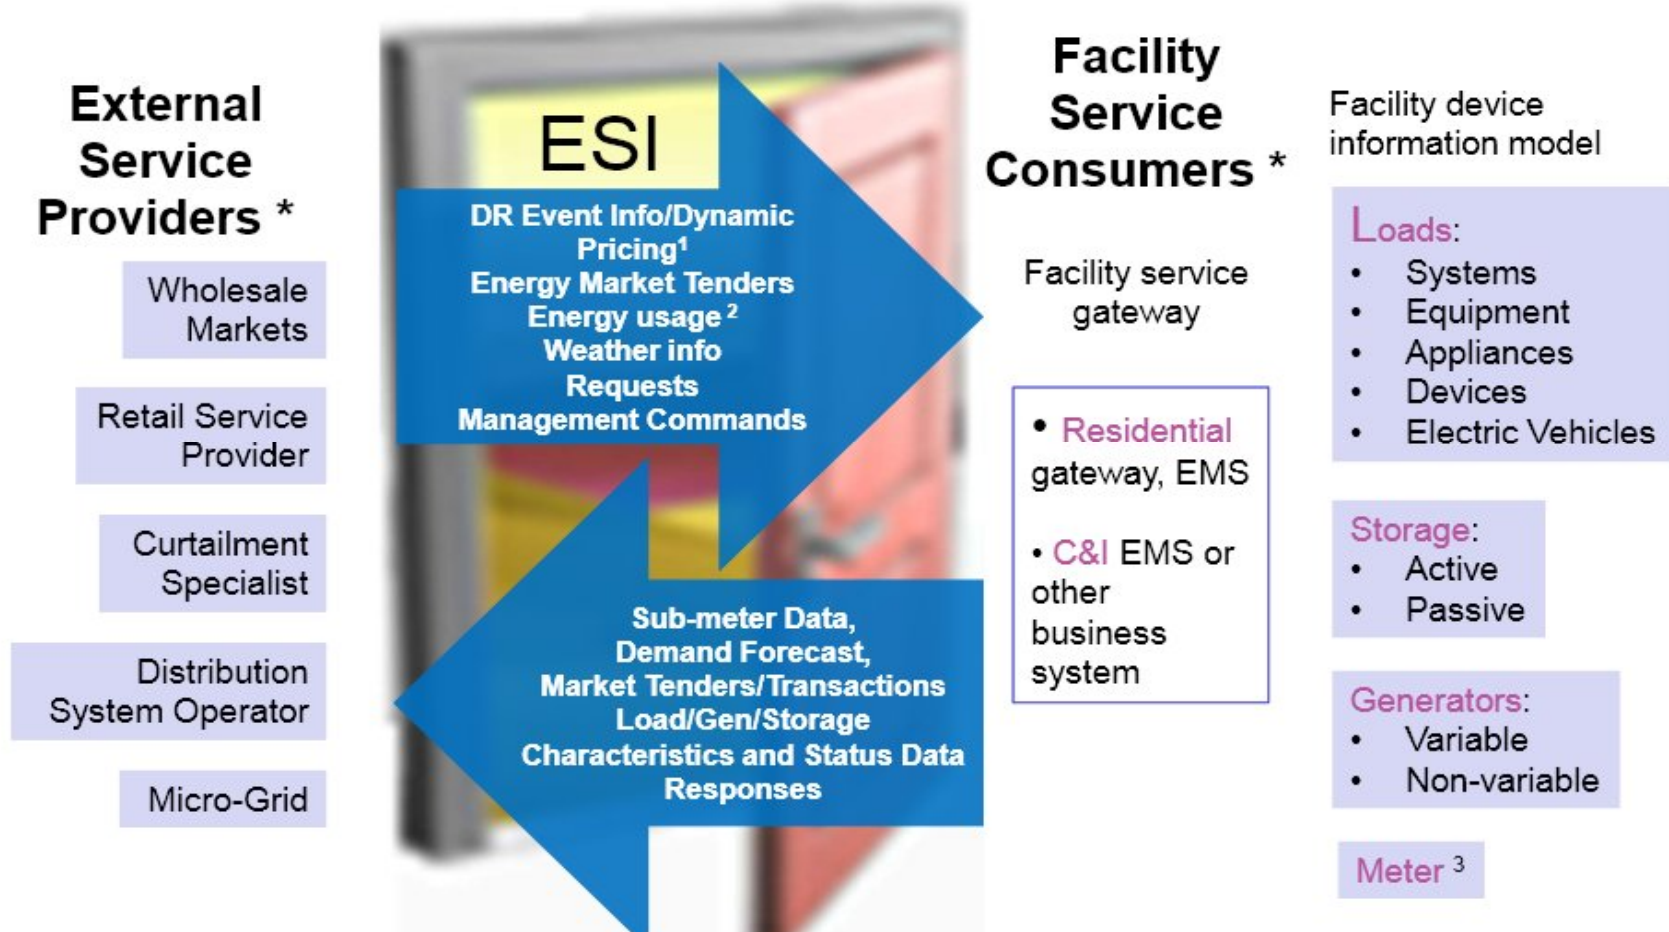 External
Service
Providers *
Wholesale
Markets
Retail Service
Provider
Curtailment
Specialist
Distribution
System Operator
Micro-Grid
ESI
DR Event Info/Dynamic
Pricing¹
Energy Market Tenders
Energy usage ²
Weather info
Requests
Management Commands
Sub-meter Data,
Demand Forecast,
Market Tenders/Transactions
Load/Gen/Storage
Characteristics and Status Data
Responses
Facility
Service
Consumers *
Facility service
gateway
• Residential
gateway, EMS
• C&I EMS or
other
business
system
Facility device
information model
Loads:
• Systems
• Equipment
• Appliances
• Devices
• Electric Vehicles
Storage:
• Active
• Passive
Generators:
• Variable
• Non-variable
Meter ³